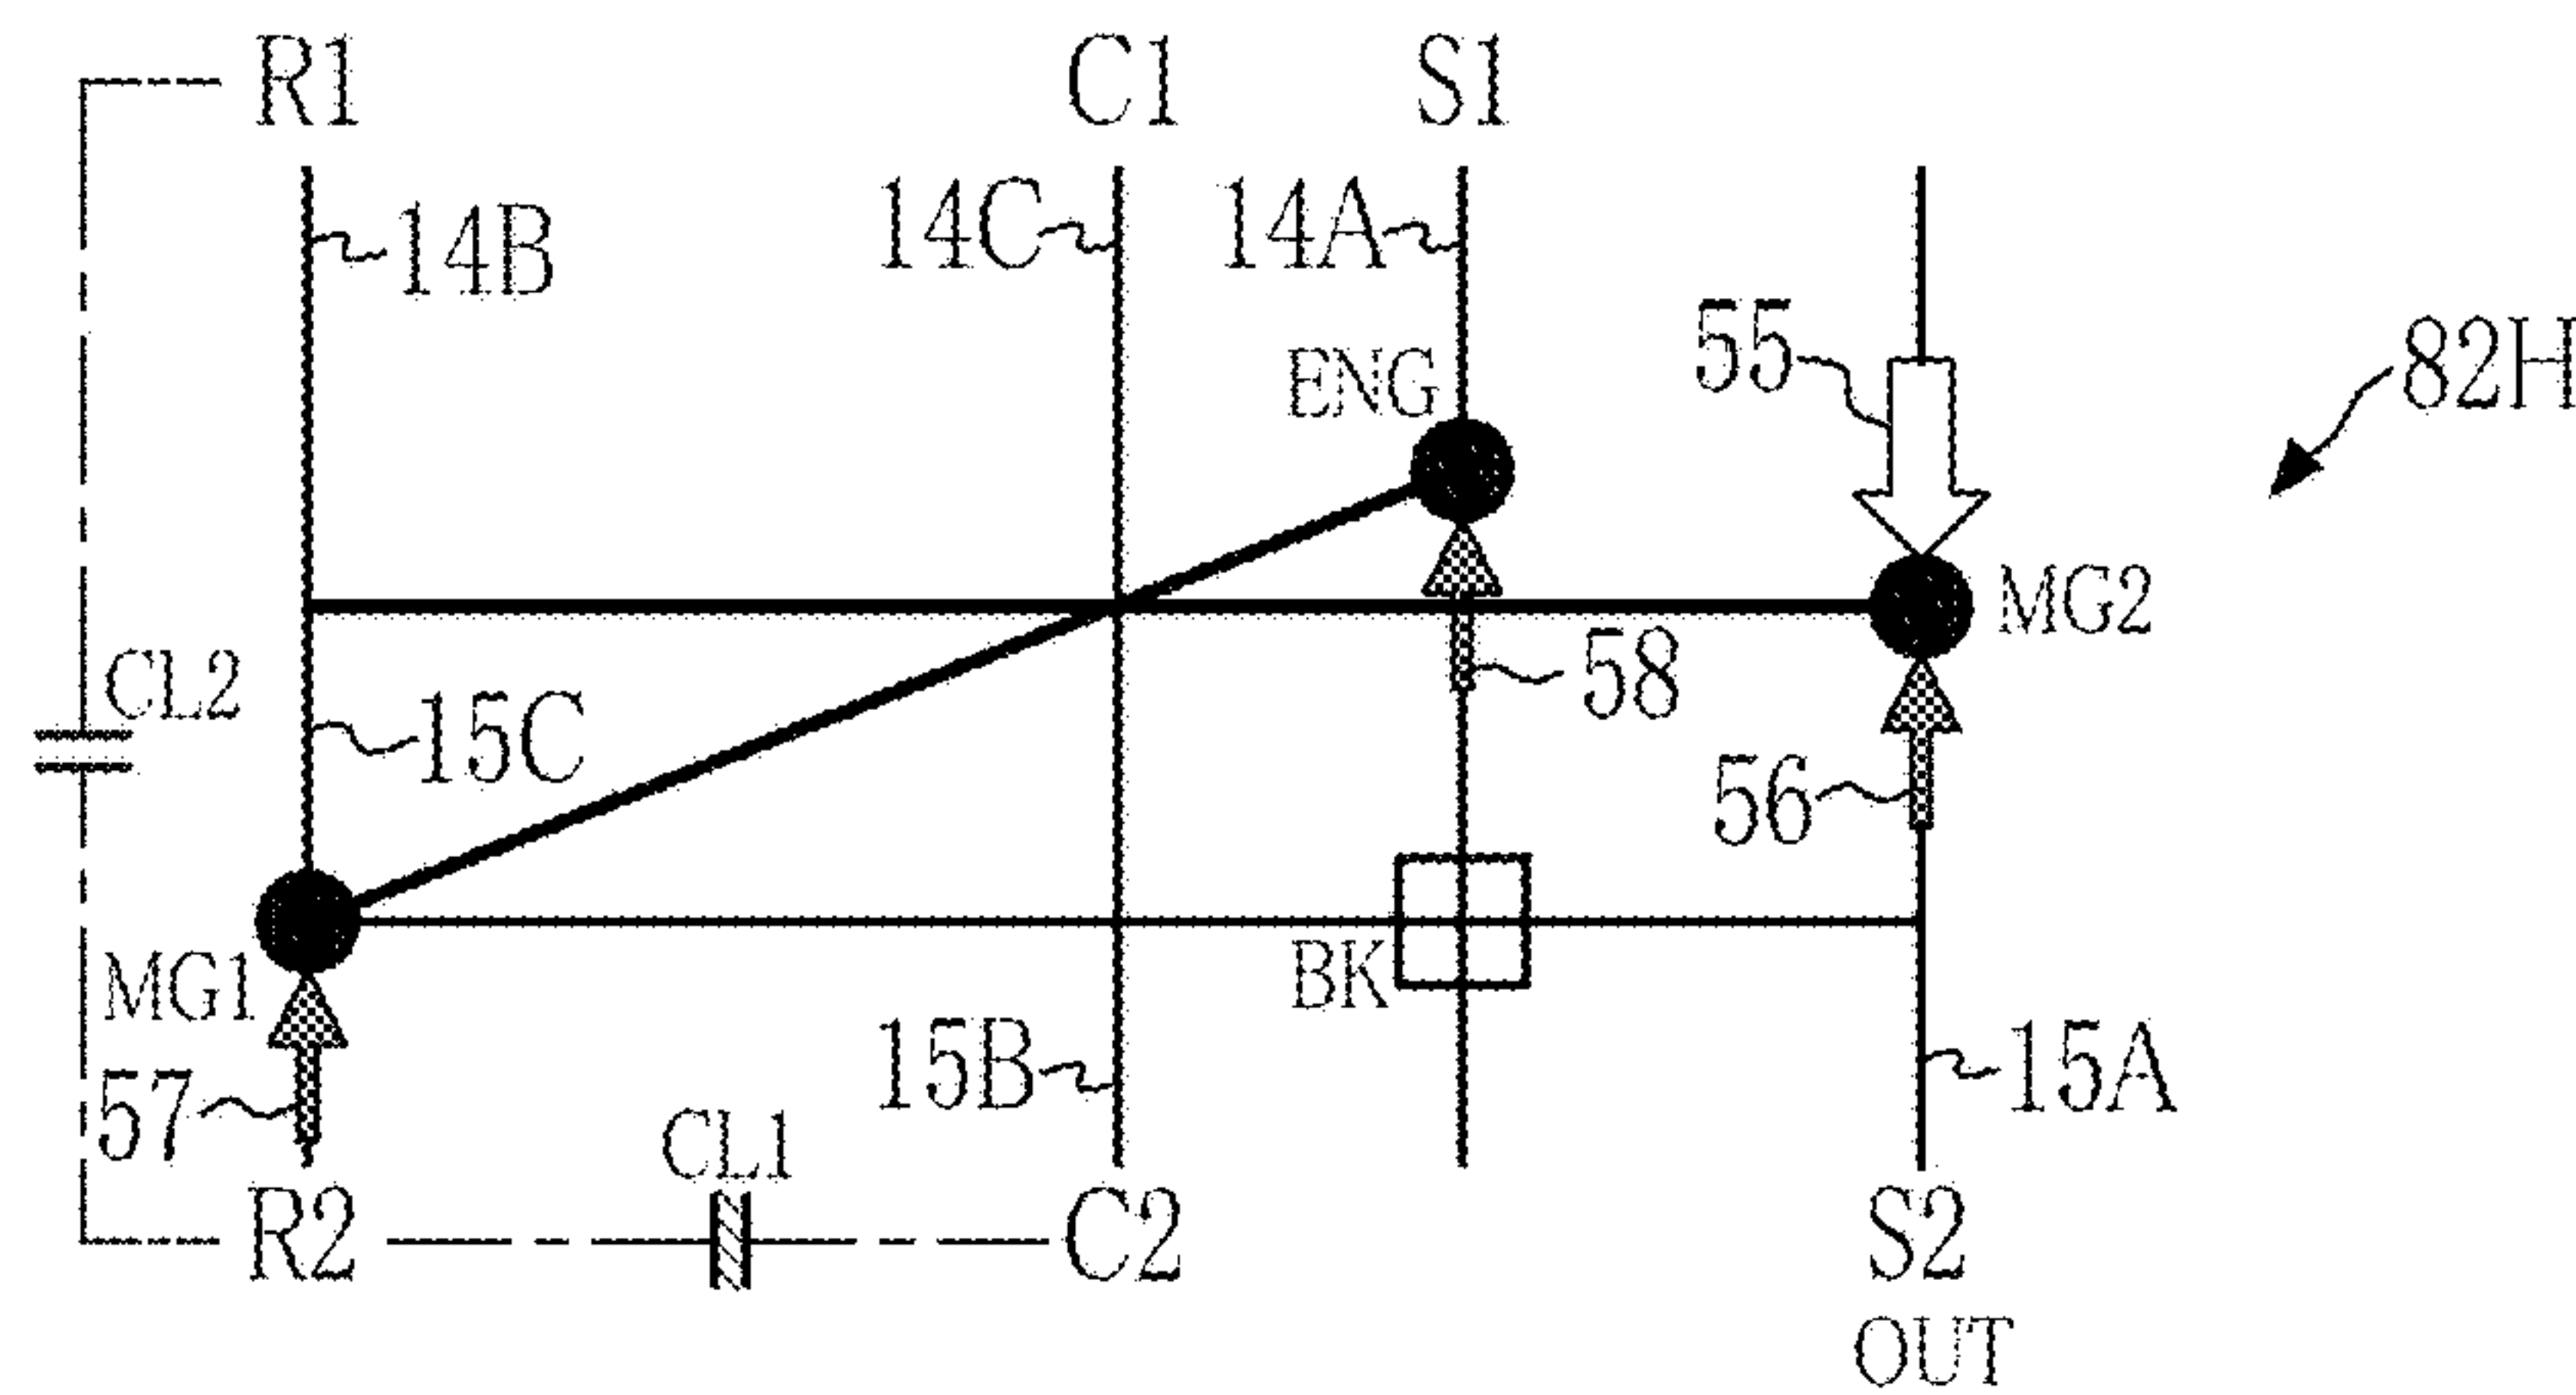 R1 C1 S1
14B 14C 14A
ENG 55 82H
MG2
CL2 58
15C 56
MG1 BK
57 15B 15A
CL1
R2 C2 S2
OUT